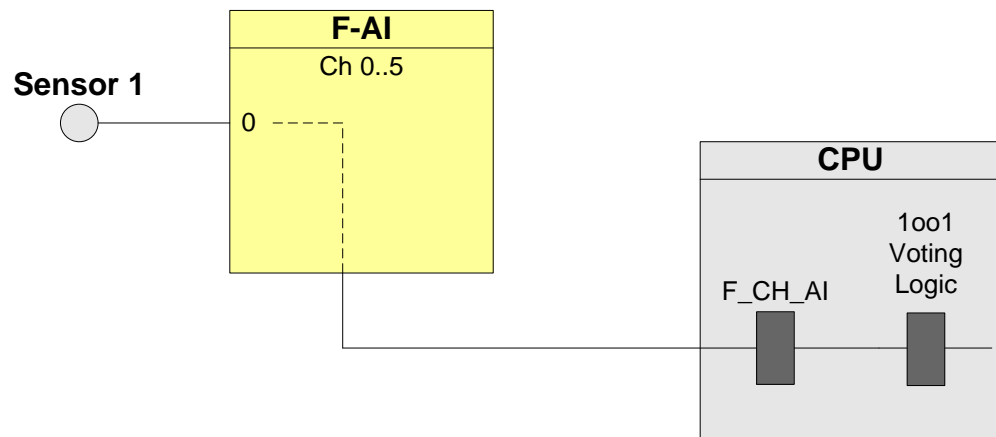 F-AI
Ch 0..5
Sensor 1
0
CPU
1oo1
Voting
Logic
F_CH_AI